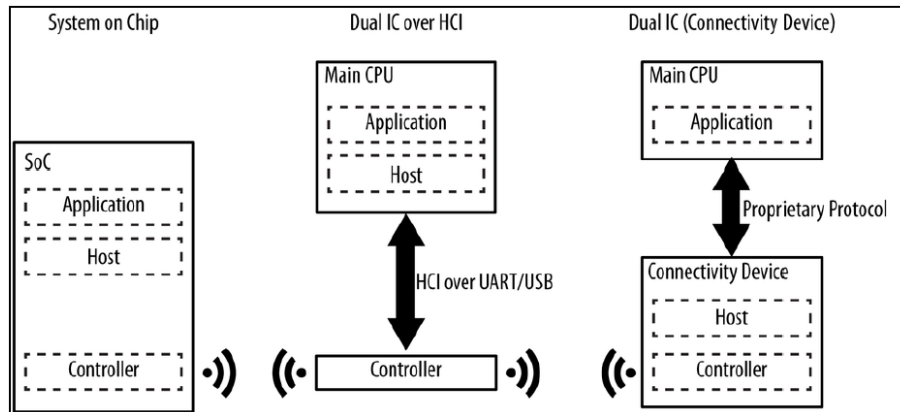 System on Chip
SoC
Application
Host
Controller
Dual IC over HCI
Main CPU
Application
Host
HCI over UART/USB
Controller
Dual IC (Connectivity Device)
Main CPU
Application
Proprietary Protocol
Connectivity Device
Host
Controller